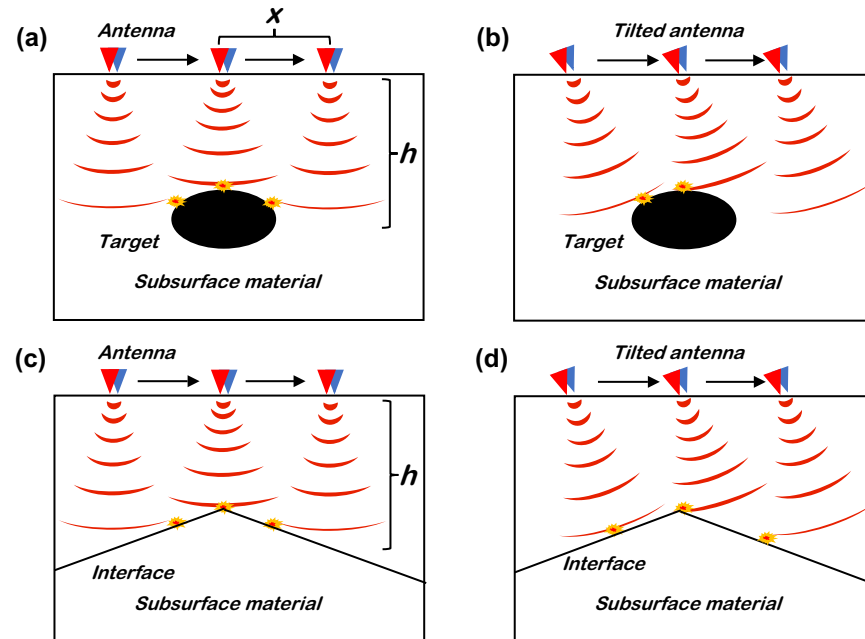 (a)
Antenna
x
h
Target
Subsurface material
(b)
Tilted antenna
Target
Subsurface material
(c)
Antenna
h
Interface
Subsurface material
(d)
Tilted antenna
Interface
Subsurface material